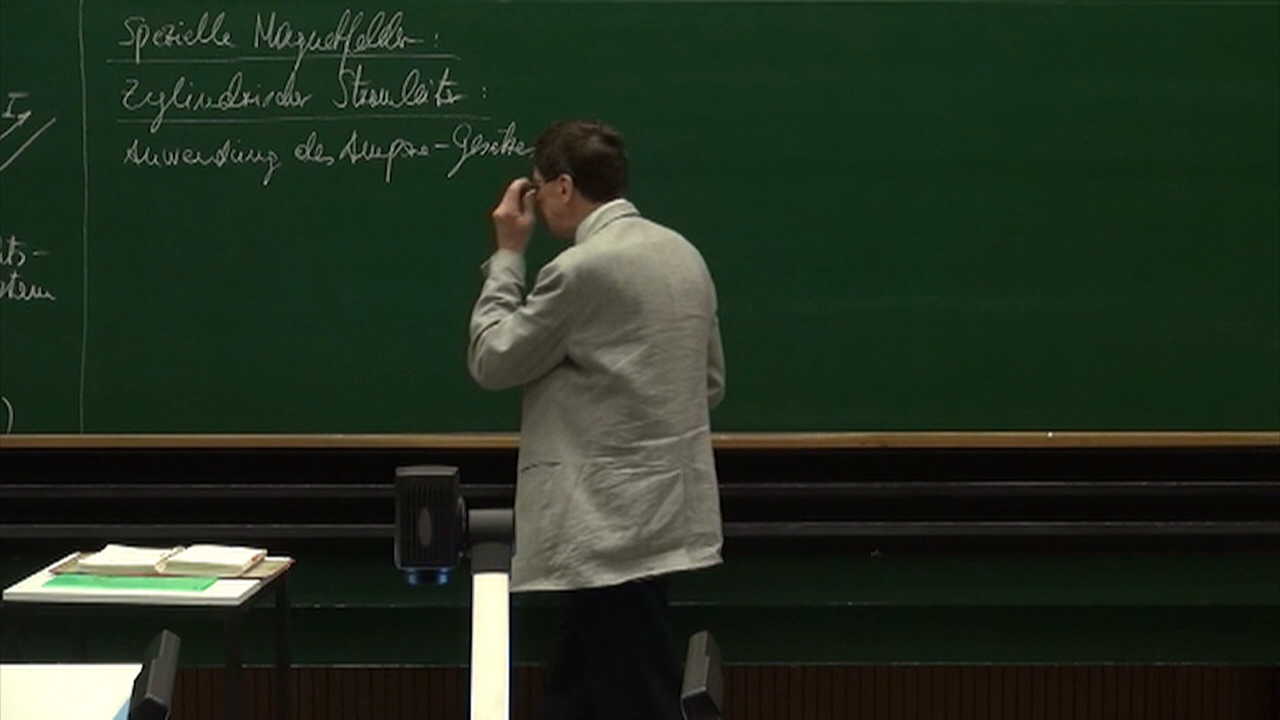 Spezielle Magnetfelder:
Zylindrischer Stromleiter:
Anwendung des Ampere-Gesetzes
I